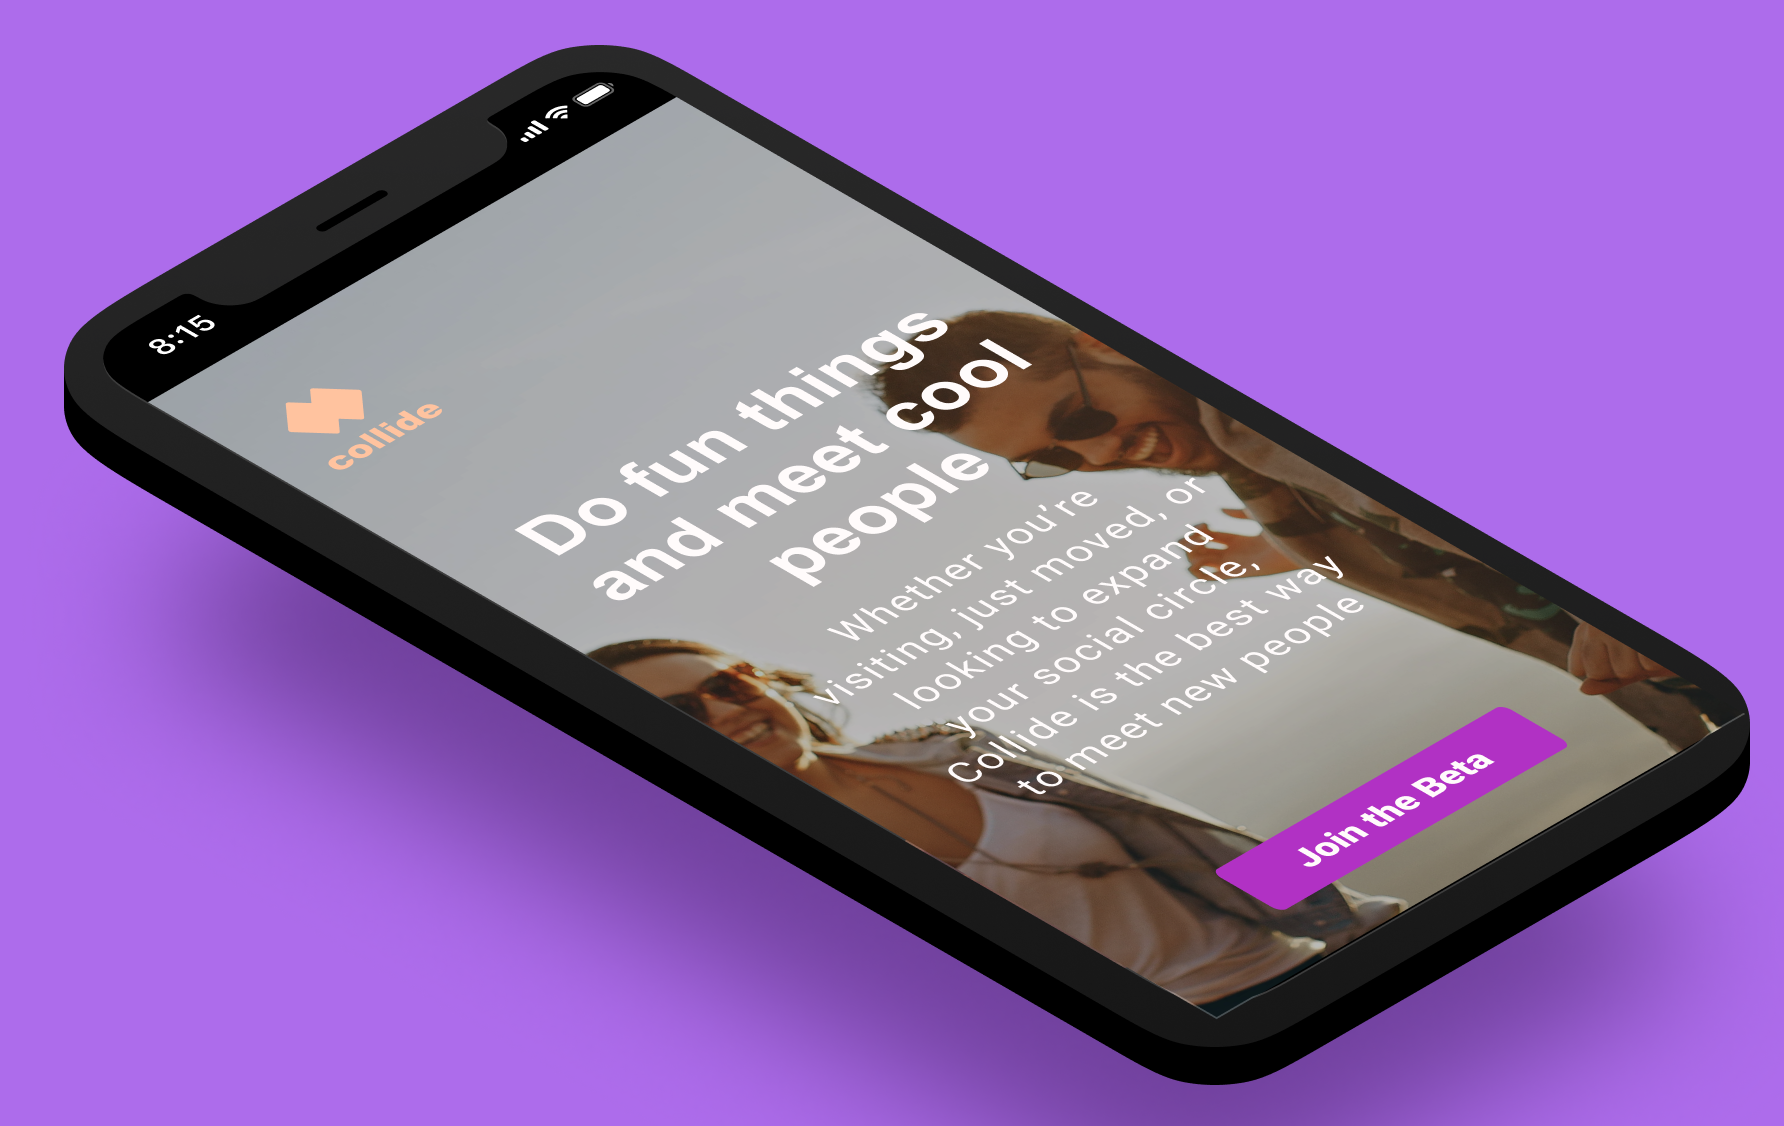 8:15
collide
Do fun things
and meet cool
people
Whether you're
visiting, just moved, or
looking to expand
your social circle,
Collide is the best way
to meet new people
Join the Beta